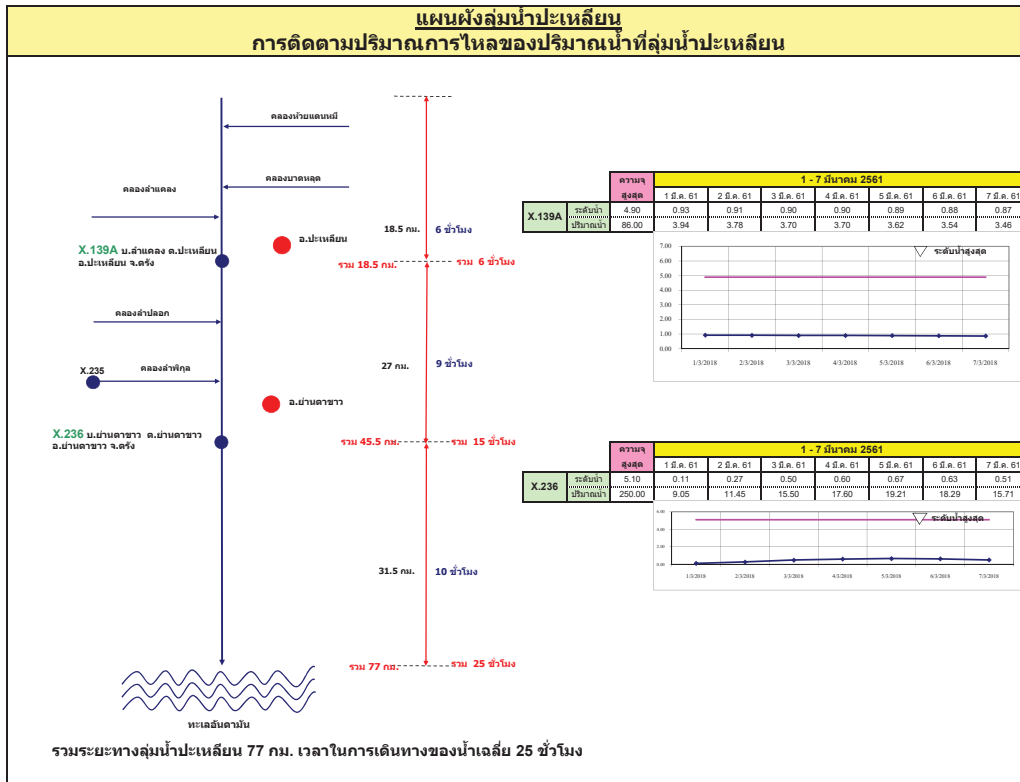 แผนผังลุ่มน้ำปะเหลียน
การติดตามปริมาณการไหลของปริมาณน้ำที่ลุ่มน้ำปะเหลียน
คลองห้วยแดนหมี
คลองบาตหลุด
คลองลำแคลง
X.139A บ.ลำแคลง ต.ปะเหลียน
อ.ปะเหลียน จ.ตรัง
อ.ปะเหลียน
18.5 กม.
6 ชั่วโมง
รวม 18.5 กม.
รวม 6 ชั่วโมง
คลองลำปลอก
X.235
คลองลำพิกุล
27 กม.
9 ชั่วโมง
อ.ย่านตาขาว
X.236 บ.ย่านตาขาว ต.ย่านตาขาว
อ.ย่านตาขาว จ.ตรัง
รวม 45.5 กม.
รวม 15 ชั่วโมง
31.5 กม.
10 ชั่วโมง
รวม 77 กม.
รวม 25 ชั่วโมง
ทะเลอันดามัน
รวมระยะทางลุ่มน้ำปะเหลียน 77 กม. เวลาในการเดินทางของน้ำเฉลี่ย 25 ชั่วโมง
ความจุ 1 - 7 มีนาคม 2561
สูงสุด 1 มี.ค. 61 2 มี.ค. 61 3 มี.ค. 61 4 มี.ค. 61 5 มี.ค. 61 6 มี.ค. 61 7 มี.ค. 61
X.139A
ระดับน้ำ 4.90 0.93 0.91 0.90 0.90 0.89 0.88 0.87
ปริมาณน้ำ 86.00 3.94 3.78 3.70 3.70 3.62 3.54 3.46
ระดับน้ำสูงสุด
7.00
6.00
5.00
4.00
3.00
2.00
1.00
0.00
1/3/2018 2/3/2018 3/3/2018 4/3/2018 5/3/2018 6/3/2018 7/3/2018
ความจุ 1 - 7 มีนาคม 2561
สูงสุด 1 มี.ค. 61 2 มี.ค. 61 3 มี.ค. 61 4 มี.ค. 61 5 มี.ค. 61 6 มี.ค. 61 7 มี.ค. 61
X.236
ระดับน้ำ 5.10 0.11 0.27 0.50 0.60 0.67 0.63 0.51
ปริมาณน้ำ 250.00 9.05 11.45 15.50 17.60 19.21 18.29 15.71
ระดับน้ำสูงสุด
6.00
4.00
2.00
0.00
1/3/2018 2/3/2018 3/3/2018 4/3/2018 5/3/2018 6/3/2018 7/3/2018